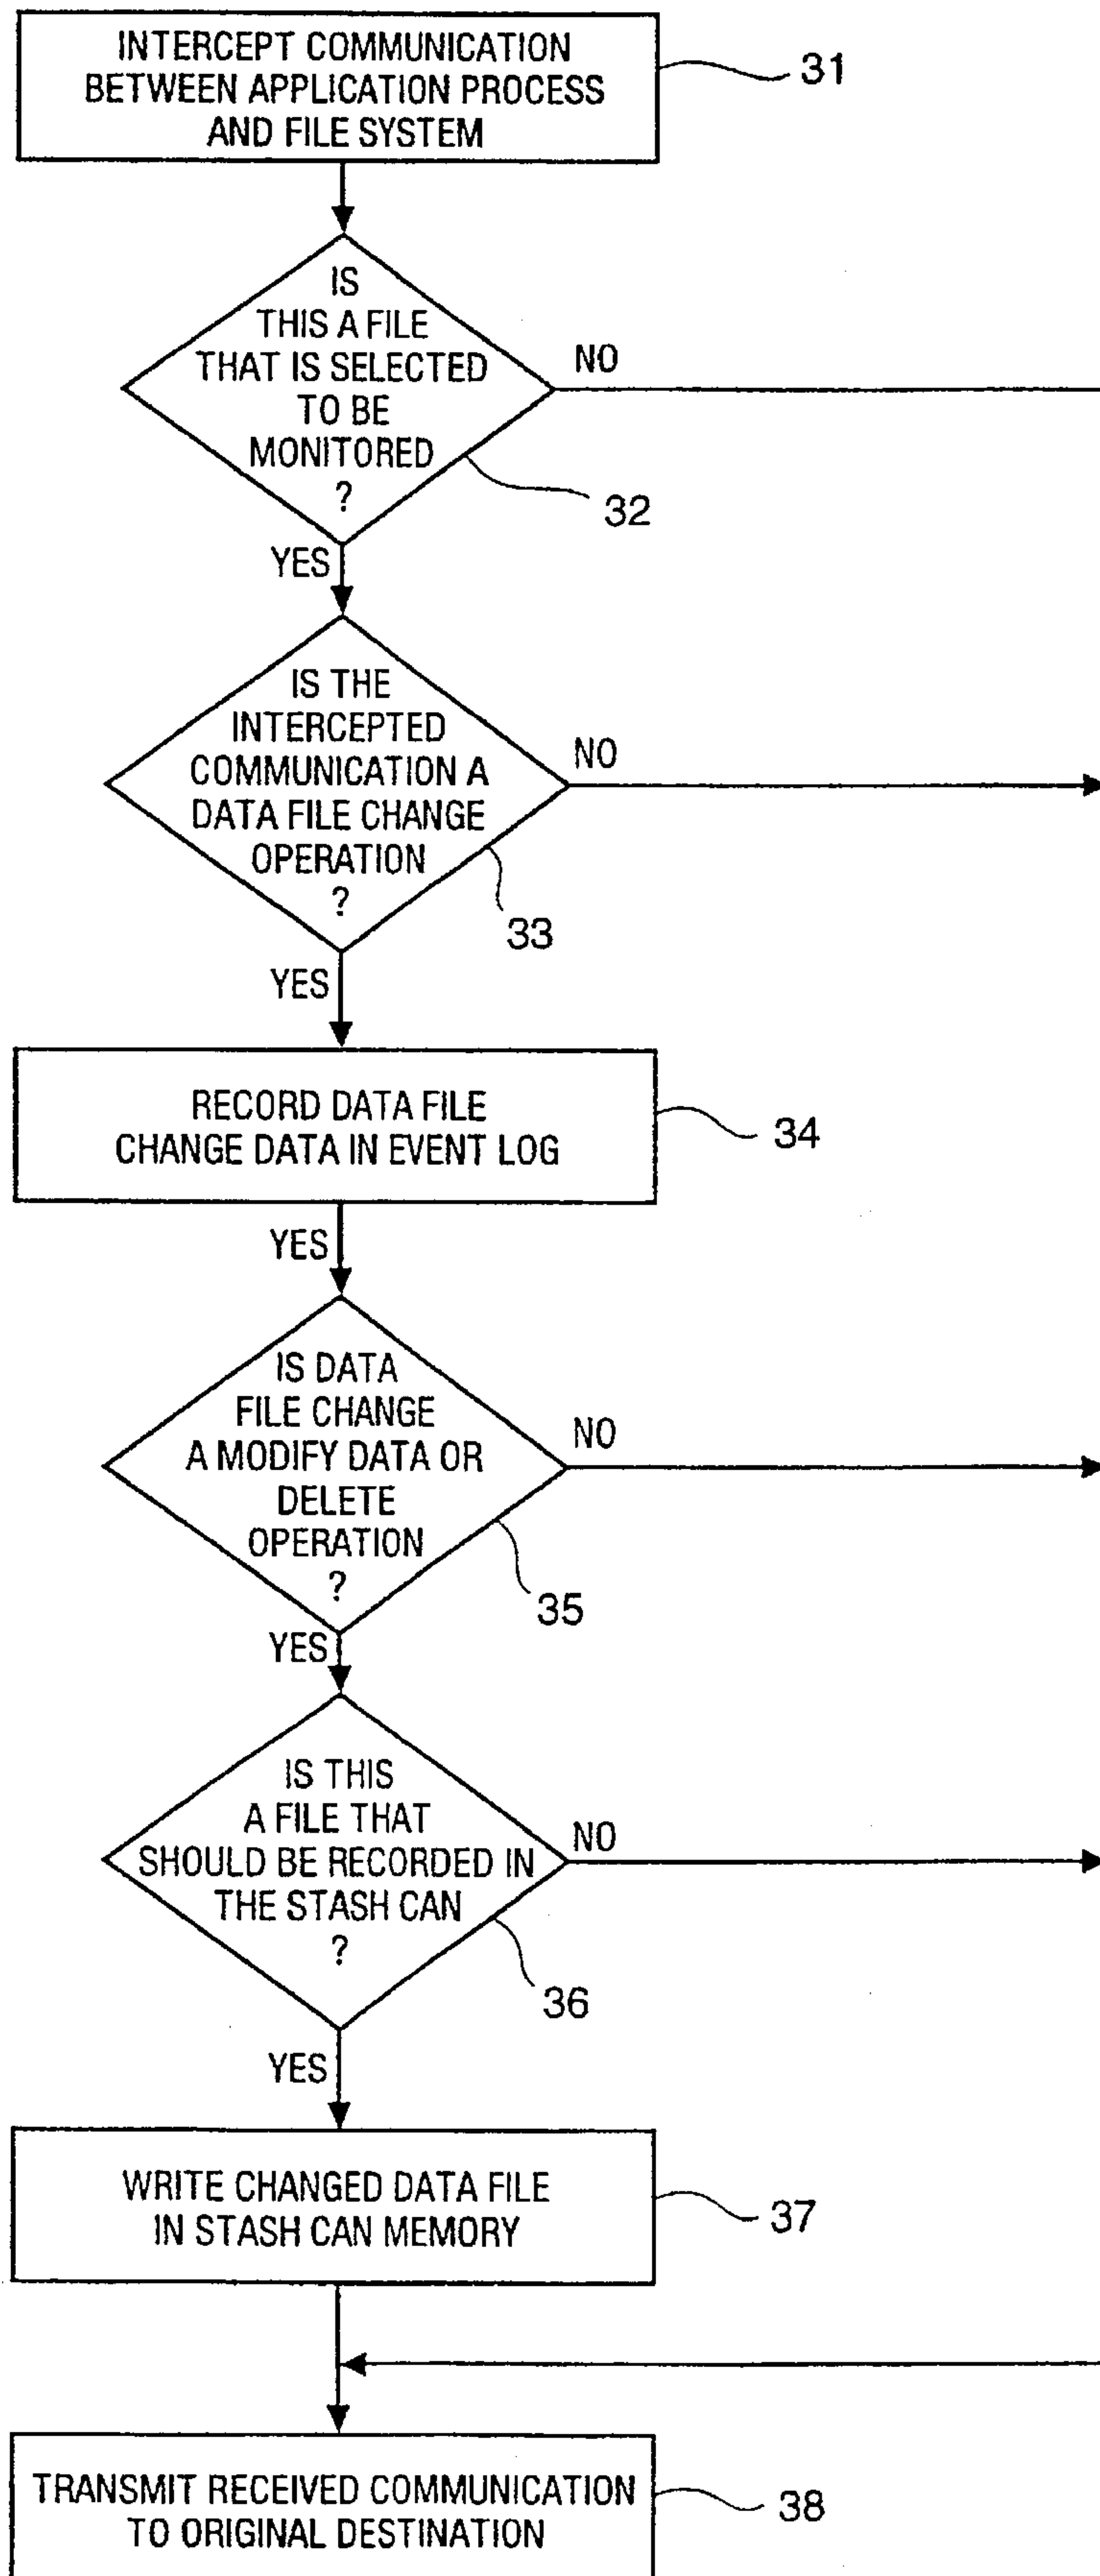 INTERCEPT COMMUNICATION
BETWEEN APPLICATION PROCESS
AND FILE SYSTEM
31
IS
THIS A FILE
THAT IS SELECTED
TO BE
MONITORED
?
NO
32
YES
IS THE
INTERCEPTED
COMMUNICATION A
DATA FILE CHANGE
OPERATION
?
NO
33
YES
RECORD DATA FILE
CHANGE DATA IN EVENT LOG
34
YES
IS DATA
FILE CHANGE
A MODIFY DATA OR
DELETE
OPERATION
?
NO
35
YES
IS THIS
A FILE THAT
SHOULD BE RECORDED IN
THE STASH CAN
?
NO
36
YES
WRITE CHANGED DATA FILE
IN STASH CAN MEMORY
37
TRANSMIT RECEIVED COMMUNICATION
TO ORIGINAL DESTINATION
38